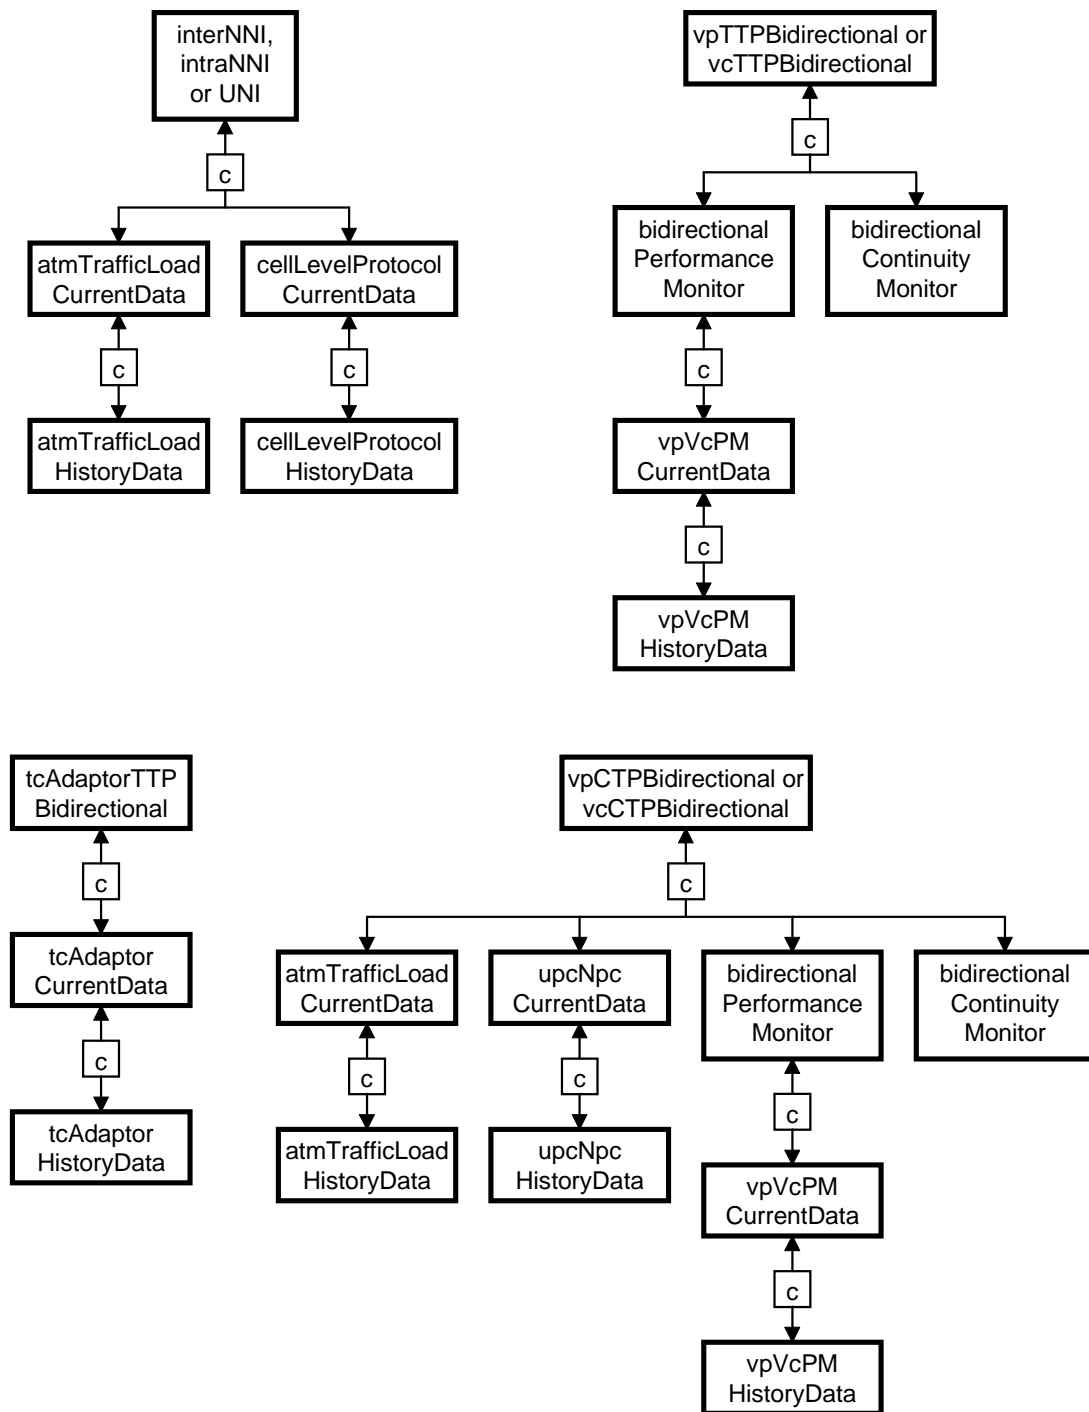 interNNI,
intraNNI
or UNI
c
atmTrafficLoad
CurrentData
cellLevelProtocol
CurrentData
c
c
atmTrafficLoad
HistoryData
cellLevelProtocol
HistoryData
vpTTPBidirectional or
vcTTPBidirectional
c
bidirectional
Performance
Monitor
bidirectional
Continuity
Monitor
c
vpVcPM
CurrentData
c
vpVcPM
HistoryData
tcAdaptorTTP
Bidirectional
c
tcAdaptor
CurrentData
c
tcAdaptor
HistoryData
vpCTPBidirectional or
vcCTPBidirectional
c
atmTrafficLoad
CurrentData
upcNpc
CurrentData
bidirectional
Performance
Monitor
bidirectional
Continuity
Monitor
c
c
c
atmTrafficLoad
HistoryData
upcNpc
HistoryData
vpVcPM
CurrentData
c
vpVcPM
HistoryData